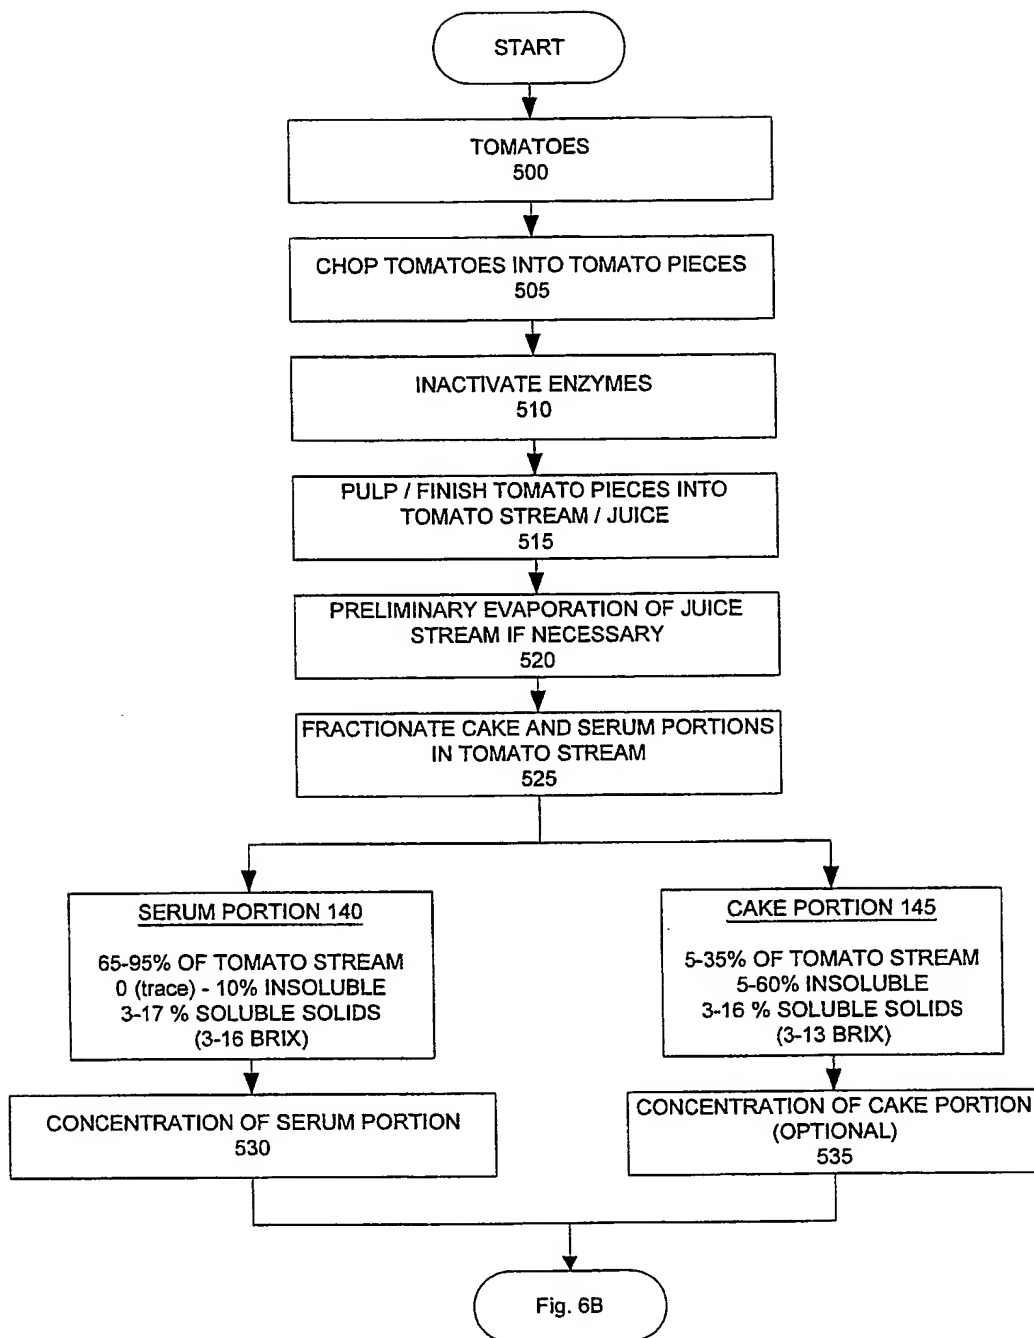 START
TOMATOES
500
CHOP TOMATOES INTO TOMATO PIECES
505
INACTIVATE ENZYMES
510
PULP / FINISH TOMATO PIECES INTO
TOMATO STREAM / JUICE
515
PRELIMINARY EVAPORATION OF JUICE
STREAM IF NECESSARY
520
FRACTIONATE CAKE AND SERUM PORTIONS
IN TOMATO STREAM
525
SERUM PORTION 140
65-95% OF TOMATO STREAM
0 (trace) - 10% INSOLUBLE
3-17 % SOLUBLE SOLIDS
(3-16 BRIX)
CAKE PORTION 145
5-35% OF TOMATO STREAM
5-60% INSOLUBLE
3-16 % SOLUBLE SOLIDS
(3-13 BRIX)
CONCENTRATION OF SERUM PORTION
530
CONCENTRATION OF CAKE PORTION
(OPTIONAL)
535
Fig. 6B